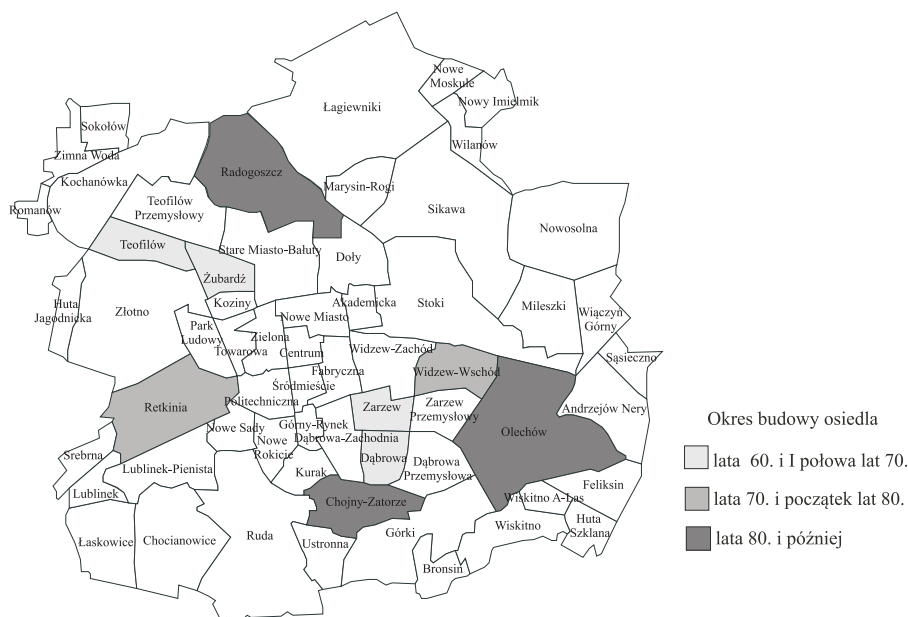 Nowe
Moskule
Łagiewniki
Nowy Imielnik
Sokołów
Wilanów
Zimna Woda
Radogoszcz
Kochanówka
Marysin-Rogi
Teofilów
Przemysłowy
Romanów
Sikawa
Nowosolna
Teofilów
Stare Miasto-Bałuty
Doły
Żubardź
Huta
Jagodnicka
Złotno
Koziny
Nowe Miasto
Akademicka
Stoki
Mileszki
Wiączyń
Górny
Park
Ludowy
Towarowa
Zielona
Centrum
Widzew-Zachód
Sąsieczno
Fabryczna
Widzew-Wschód
Śródmieście
Retkinia
Politechniczna
Zarzew
Zarzew
Przemysłowy
Andrzejów Nery
Górny-Rynek
Nowe Sady
Olechów
Nowe
Rokicie
Dąbrowa-Zachodnia
Srebrna
Lublinek-Pienista
Kurak
Dąbrowa
Dąbrowa
Przemysłowa
Feliksin
Lublinek
Chojny-Zatorze
Wiskitno A-Las
Łaskowice
Chocianowice
Ruda
Ustronna
Górki
Wiskitno
Huta
Szklana
Bronsin
Okres budowy osiedla
lata 60. i I połowa lat 70.
lata 70. i początek lat 80.
lata 80. i później